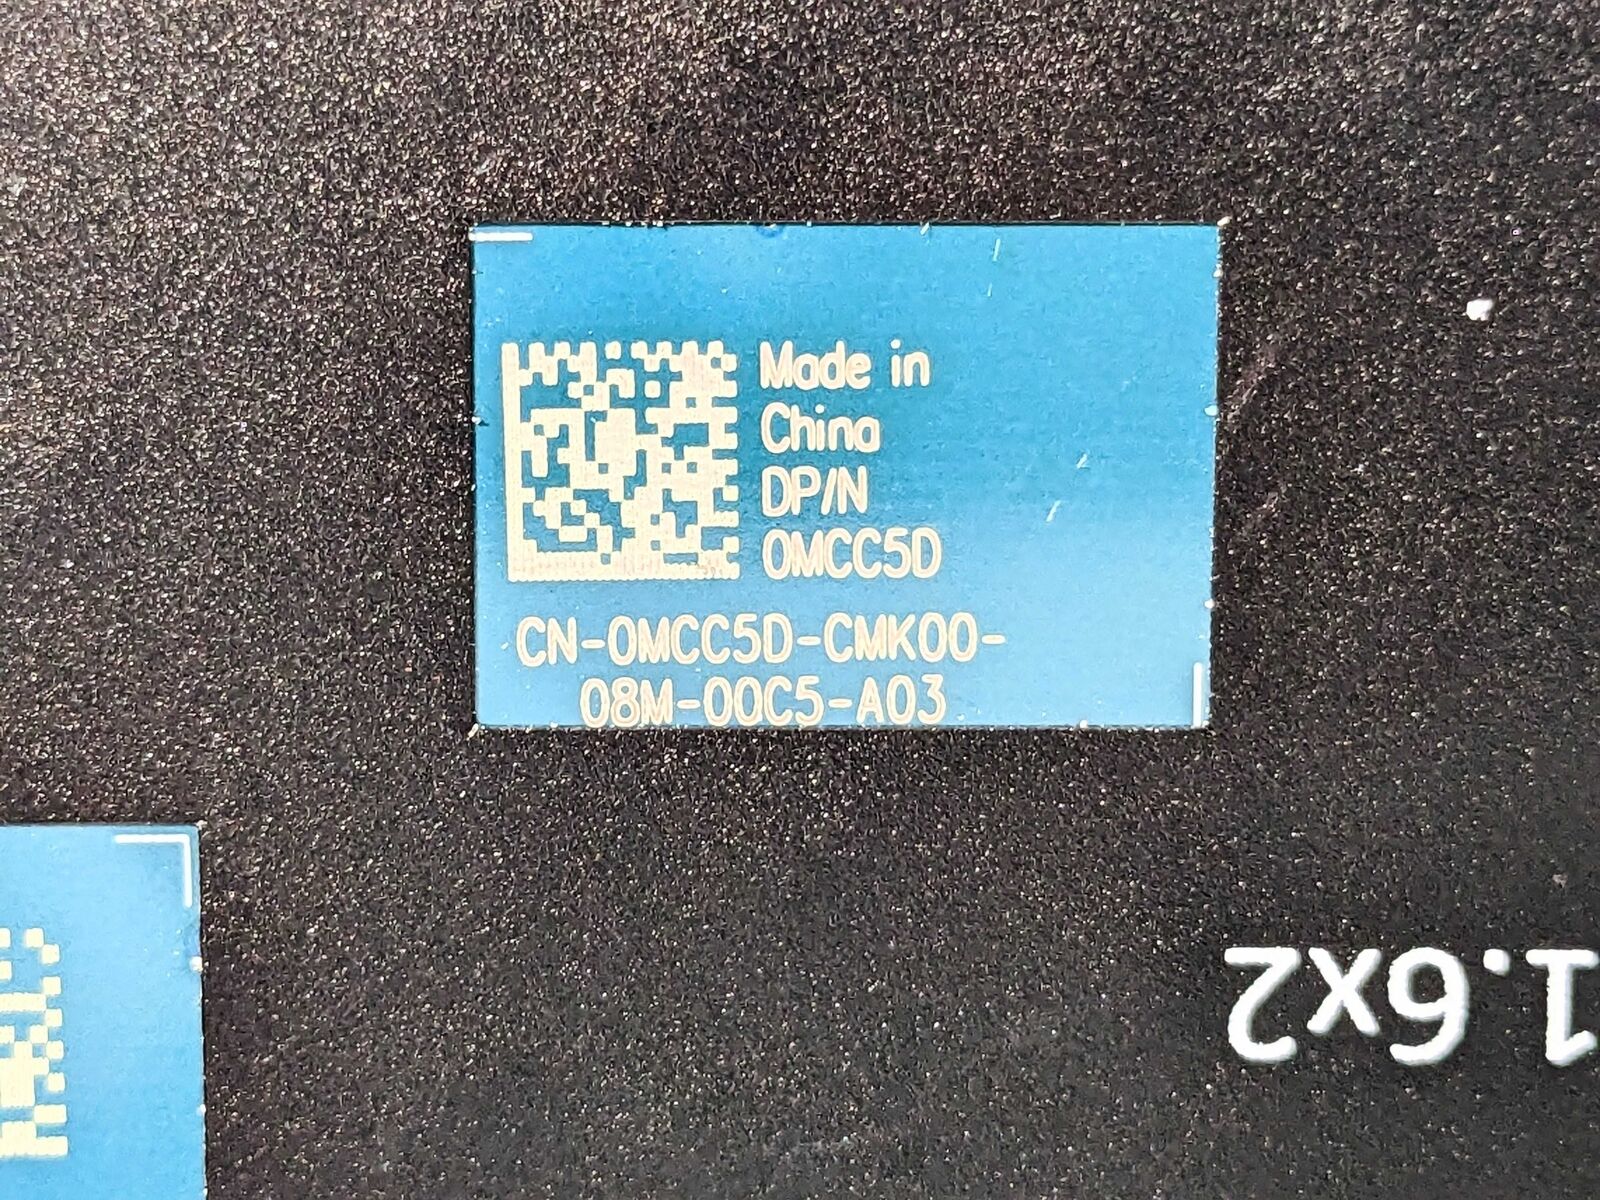 Made in
China
DP/N
0MCC5D
CN-0MCC5D-CMK00-
08M-00C5-A03
1.6x2